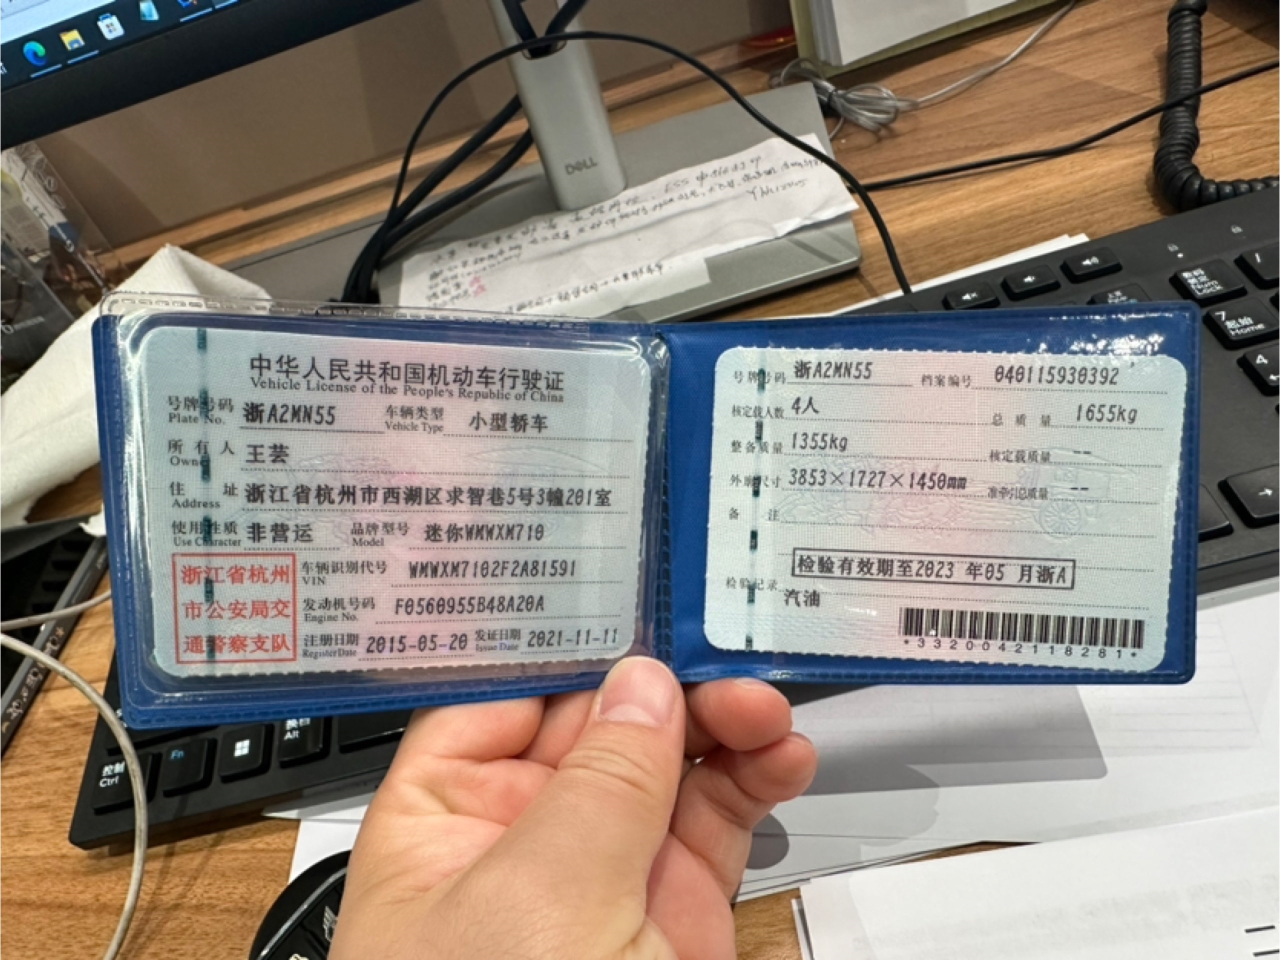 DELL
中华人民共和国机动车行驶证
Vehicle License of the People's Republic of China
号牌号码 浙A2MN55 车辆类型 小型轿车
Plate No. Vehicle Type
所有人 王芸
Owner
住址 浙江省杭州市西湖区求智巷5号3幢201室
Address
使用性质 非营运 品牌型号 迷你WMWXM710
Use Character Model
浙江省杭州
市公安局交
通警察支队
车辆识别代号 WMWXM7102F2A81591
VIN
发动机号码 F0560955B48A20A
Engine No.
注册日期 2015-05-20 发证日期 2021-11-11
Register Date Issue Date
号牌号码 浙A2MN55 档案编号 040115930392
核定载人数 4人 总质量 1655kg
整备质量 1355kg 核定载质量 --
外廓尺寸 3853×1727×1450mm 准牵引总质量 --
备注
检验有效期至2023 年05 月浙A
检验记录
汽油
*3320042118281*
数码
锁定
Num
Lock
7
起始
Home
4
控制
Ctrl
Fn
换档
Alt